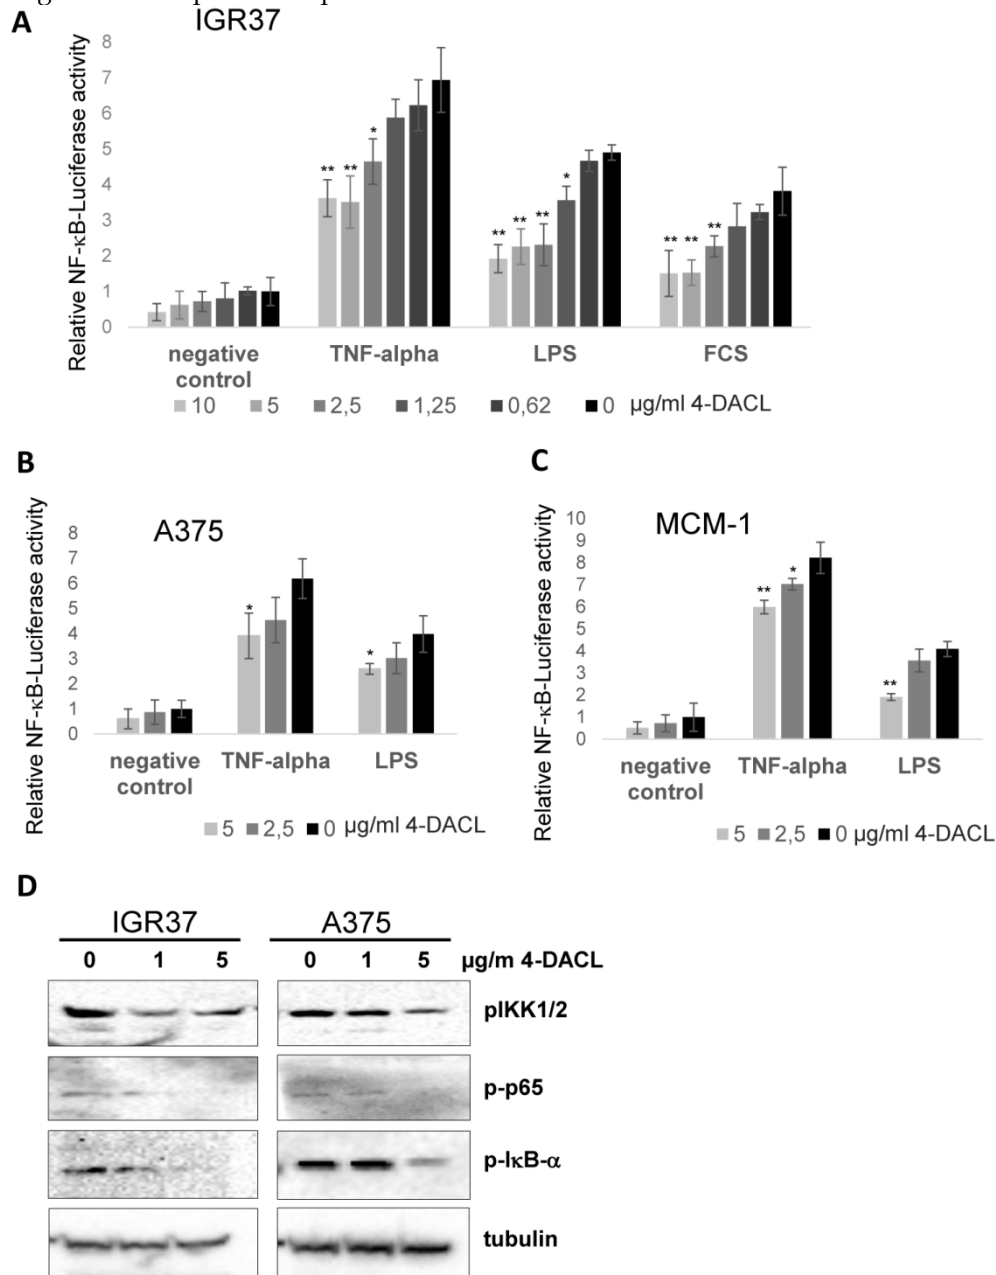 A
IGR37
Relative NF-κB-Luciferase activity
8
7
6
5
4
3
2
1
0
** ** *
** ** ** *
** ** **
negative control
TNF-alpha
LPS
FCS
10 5 2,5 1,25 0,62 0 µg/ml 4-DACL
B
A375
Relative NF-κB-Luciferase activity
8
7
6
5
4
3
2
1
0
*
*
negative control
TNF-alpha
LPS
5 2,5 0 µg/ml 4-DACL
C
MCM-1
Relative NF-κB-Luciferase activity
10
9
8
7
6
5
4
3
2
1
0
** *
**
negative control
TNF-alpha
LPS
5 2,5 0 µg/ml 4-DACL
D
IGR37 A375
0 1 5 0 1 5 µg/m 4-DACL
pIKK1/2
p-p65
p-IκB-α
tubulin